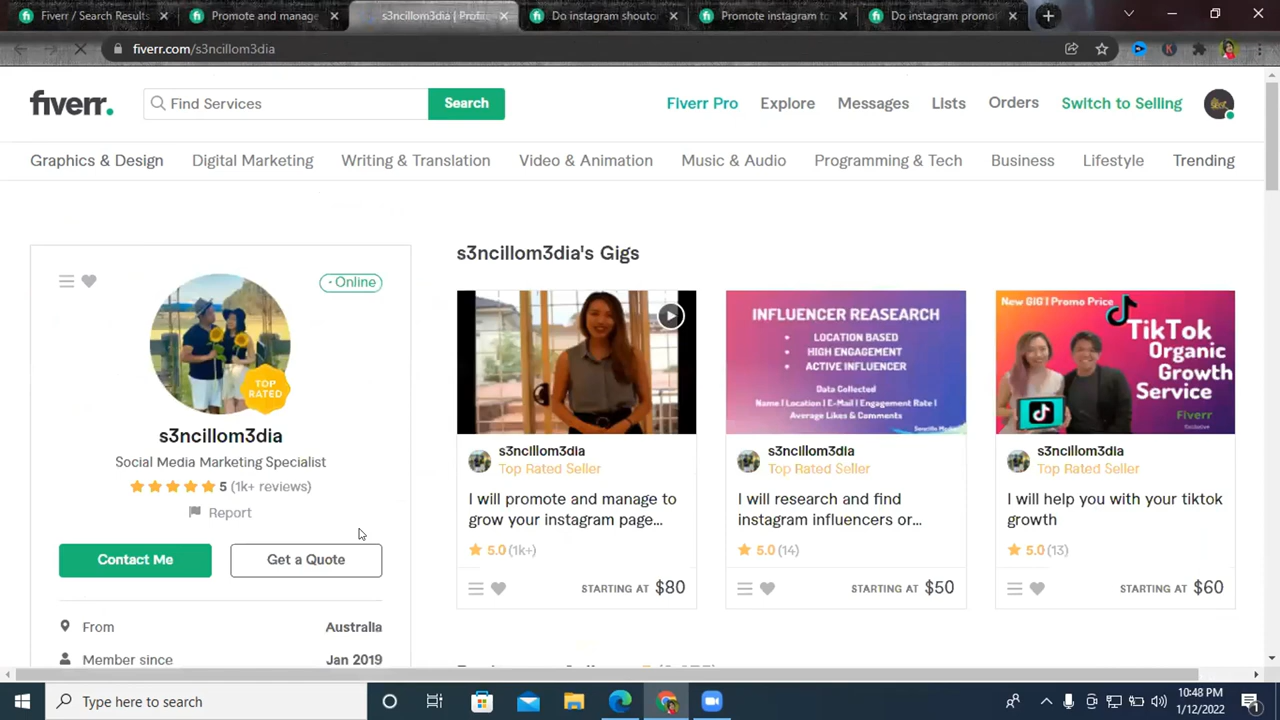 Fiverr / Search Results
Promote and manage
s3ncillom3dia | Profi
Do instagram shoutou
Promote instagram to
Do instagram promo
fiverr.com/s3ncillom3dia
fiverr.
Find Services
Search
Fiverr Pro
Explore
Messages
Lists
Orders
Switch to Selling
Graphics & Design
Digital Marketing
Writing & Translation
Video & Animation
Music & Audio
Programming & Tech
Business
Lifestyle
Trending
· Online
TOP
RATED
s3ncillom3dia
Social Media Marketing Specialist
5 (1k+ reviews)
Report
Contact Me
Get a Quote
From
Australia
Member since
Jan 2019
s3ncillom3dia's Gigs
s3ncillom3dia
Top Rated Seller
I will promote and manage to
grow your instagram page...
5.0 (1k+)
STARTING AT $80
INFLUENCER REASEARCH
• LOCATION BASED
• HIGH ENGAGEMENT
• ACTIVE INFLUENCER
Data Collected
Name | Location | E-Mail | Engagement Rate |
Average Likes & Comments
Sencillo Media
s3ncillom3dia
Top Rated Seller
I will research and find
instagram influencers or...
5.0 (14)
STARTING AT $50
New GIG | Promo Price
TikTok
Organic
Growth
Service
Fiverr
Exclusive
s3ncillom3dia
Top Rated Seller
I will help you with your tiktok
growth
5.0 (13)
STARTING AT $60
Type here to search
10:48 PM
1/12/2022
1